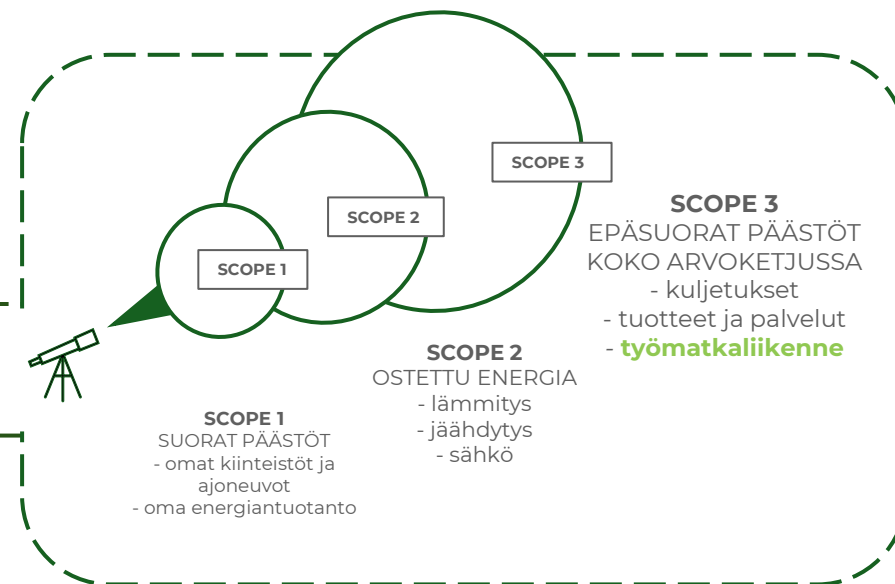 SCOPE 3
SCOPE 2
SCOPE 1
SCOPE 3
EPÄSUORAT PÄÄSTÖT
KOKO ARVOKETJUSSA
- kuljetukset
- tuotteet ja palvelut
- työmatkaliikenne
SCOPE 2
OSTETTU ENERGIA
- lämmitys
- jäähdytys
- sähkö
SCOPE 1
SUORAT PÄÄSTÖT
- omat kiinteistöt ja
ajoneuvot
- oma energiantuotanto